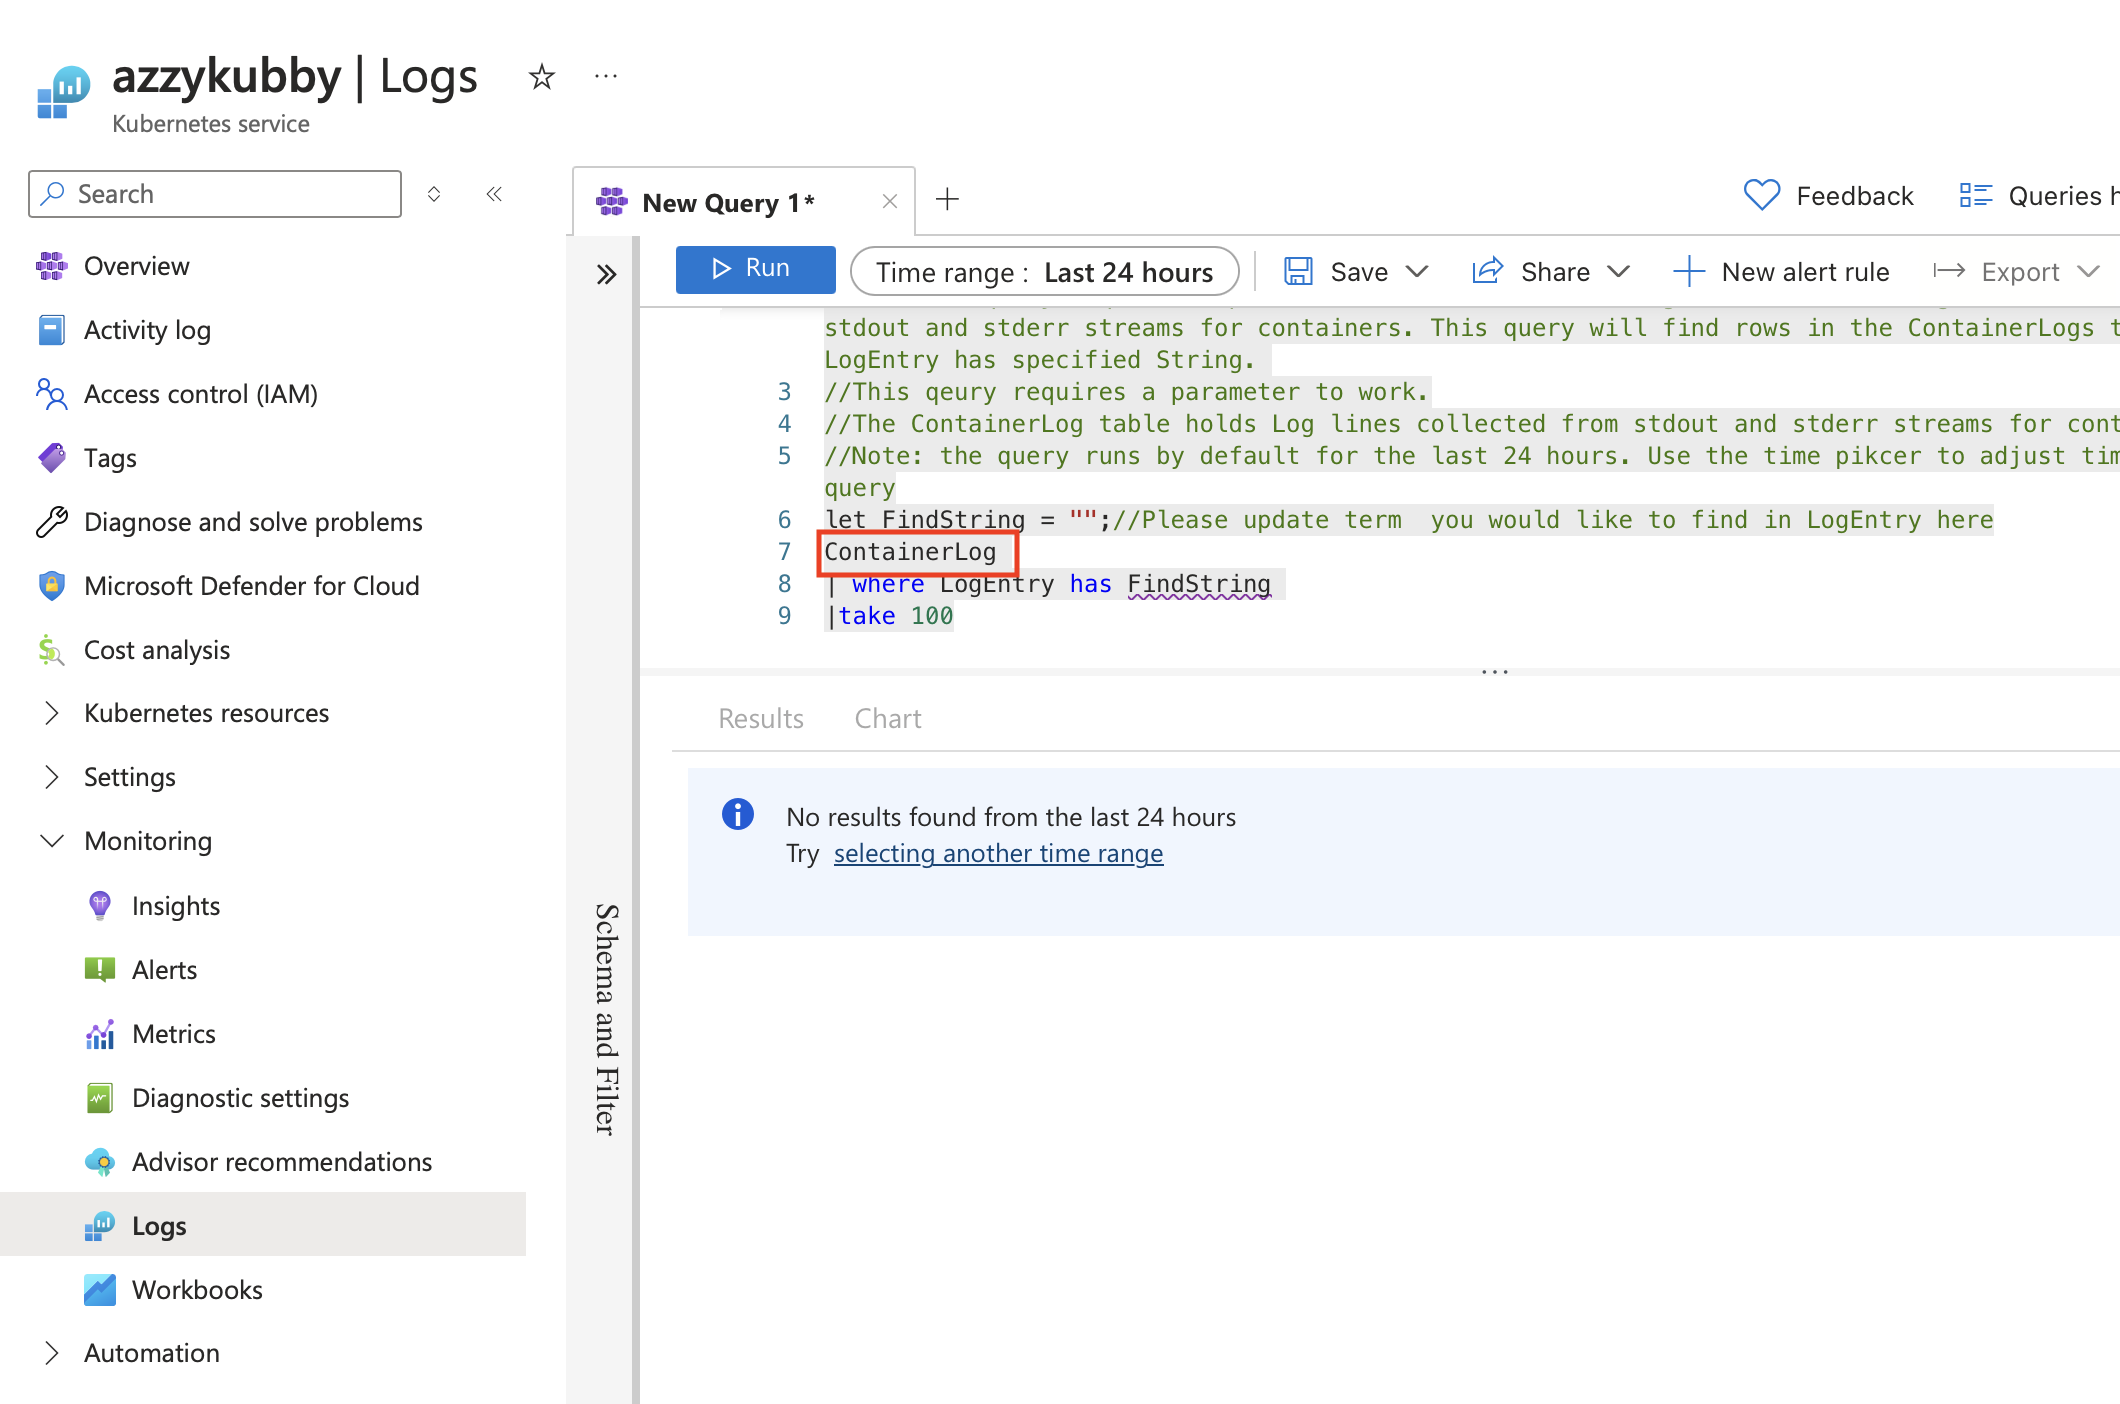 azzykubby | Logs
Kubernetes service
Search
Overview
Activity log
Access control (IAM)
Tags
Diagnose and solve problems
Microsoft Defender for Cloud
Cost analysis
Kubernetes resources
Settings
Monitoring
Insights
Alerts
Metrics
Diagnostic settings
Advisor recommendations
Logs
Workbooks
Automation
New Query 1*
Feedback
Queries
Run
Time range : Last 24 hours
Save
Share
New alert rule
Export
Schema and Filter
stdout and stderr streams for containers. This query will find rows in the ContainerLogs
LogEntry has specified String.
3 //This qeury requires a parameter to work.
4 //The ContainerLog table holds Log lines collected from stdout and stderr streams for cont
5 //Note: the query runs by default for the last 24 hours. Use the time pikcer to adjust tim
query
6 let FindString = "";//Please update term  you would like to find in LogEntry here
7 ContainerLog
8 | where LogEntry has FindString
9 |take 100
Results
Chart
No results found from the last 24 hours
Try selecting another time range